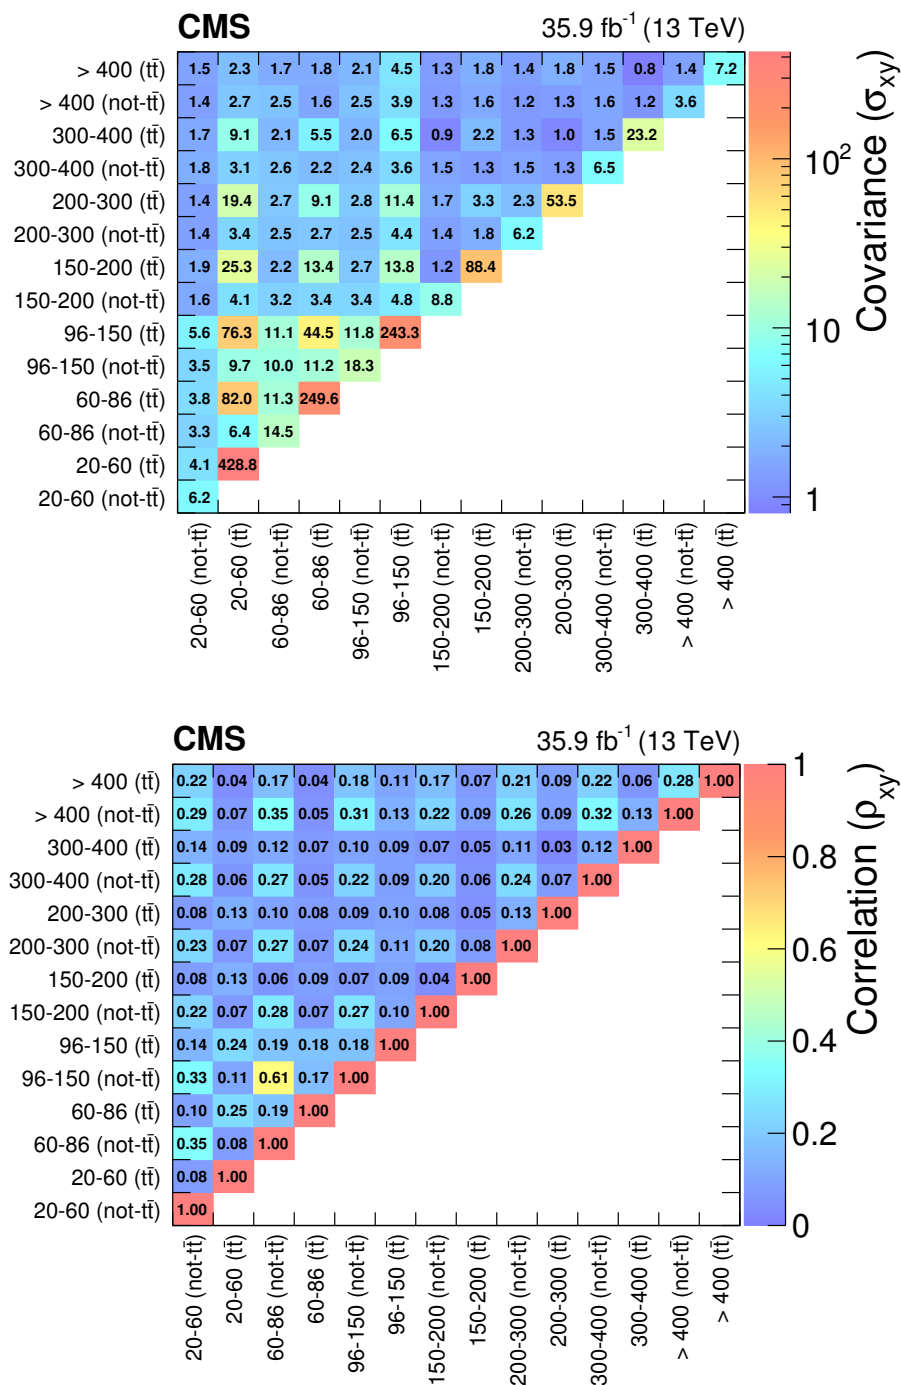 CMS 35.9 fb⁻¹ (13 TeV)
> 400 (tt̄) 1.5 2.3 1.7 1.8 2.1 4.5 1.3 1.8 1.4 1.8 1.5 0.8 1.4 7.2
> 400 (not-tt̄) 1.4 2.7 2.5 1.6 2.5 3.9 1.3 1.6 1.2 1.3 1.6 1.2 3.6
300-400 (tt̄) 1.7 9.1 2.1 5.5 2.0 6.5 0.9 2.2 1.3 1.0 1.5 23.2
300-400 (not-tt̄) 1.8 3.1 2.6 2.2 2.4 3.6 1.5 1.3 1.5 1.3 6.5
200-300 (tt̄) 1.4 19.4 2.7 9.1 2.8 11.4 1.7 3.3 2.3 53.5
200-300 (not-tt̄) 1.4 3.4 2.5 2.7 2.5 4.4 1.4 1.8 6.2
150-200 (tt̄) 1.9 25.3 2.2 13.4 2.7 13.8 1.2 88.4
150-200 (not-tt̄) 1.6 4.1 3.2 3.4 3.4 4.8 8.8
96-150 (tt̄) 5.6 76.3 11.1 44.5 11.8 243.3
96-150 (not-tt̄) 3.5 9.7 10.0 11.2 18.3
60-86 (tt̄) 3.8 82.0 11.3 249.6
60-86 (not-tt̄) 3.3 6.4 14.5
20-60 (tt̄) 4.1 428.8
20-60 (not-tt̄) 6.2
20-60 (not-tt̄)
20-60 (tt̄)
60-86 (not-tt̄)
60-86 (tt̄)
96-150 (not-tt̄)
96-150 (tt̄)
150-200 (not-tt̄)
150-200 (tt̄)
200-300 (not-tt̄)
200-300 (tt̄)
300-400 (not-tt̄)
300-400 (tt̄)
> 400 (not-tt̄)
> 400 (tt̄)
10²
10
1
Covariance (σxy)
CMS 35.9 fb⁻¹ (13 TeV)
> 400 (tt̄) 0.22 0.04 0.17 0.04 0.18 0.11 0.17 0.07 0.21 0.09 0.22 0.06 0.28 1.00
> 400 (not-tt̄) 0.29 0.07 0.35 0.05 0.31 0.13 0.22 0.09 0.26 0.09 0.32 0.13 1.00
300-400 (tt̄) 0.14 0.09 0.12 0.07 0.10 0.09 0.07 0.05 0.11 0.03 0.12 1.00
300-400 (not-tt̄) 0.28 0.06 0.27 0.05 0.22 0.09 0.20 0.06 0.24 0.07 1.00
200-300 (tt̄) 0.08 0.13 0.10 0.08 0.09 0.10 0.08 0.05 0.13 1.00
200-300 (not-tt̄) 0.23 0.07 0.27 0.07 0.24 0.11 0.20 0.08 1.00
150-200 (tt̄) 0.08 0.13 0.06 0.09 0.07 0.09 0.04 1.00
150-200 (not-tt̄) 0.22 0.07 0.28 0.07 0.27 0.10 1.00
96-150 (tt̄) 0.14 0.24 0.19 0.18 0.18 1.00
96-150 (not-tt̄) 0.33 0.11 0.61 0.17 1.00
60-86 (tt̄) 0.10 0.25 0.19 1.00
60-86 (not-tt̄) 0.35 0.08 1.00
20-60 (tt̄) 0.08 1.00
20-60 (not-tt̄) 1.00
20-60 (not-tt̄)
20-60 (tt̄)
60-86 (not-tt̄)
60-86 (tt̄)
96-150 (not-tt̄)
96-150 (tt̄)
150-200 (not-tt̄)
150-200 (tt̄)
200-300 (not-tt̄)
200-300 (tt̄)
300-400 (not-tt̄)
300-400 (tt̄)
> 400 (not-tt̄)
> 400 (tt̄)
1
0.8
0.6
0.4
0.2
0
Correlation (ρxy)